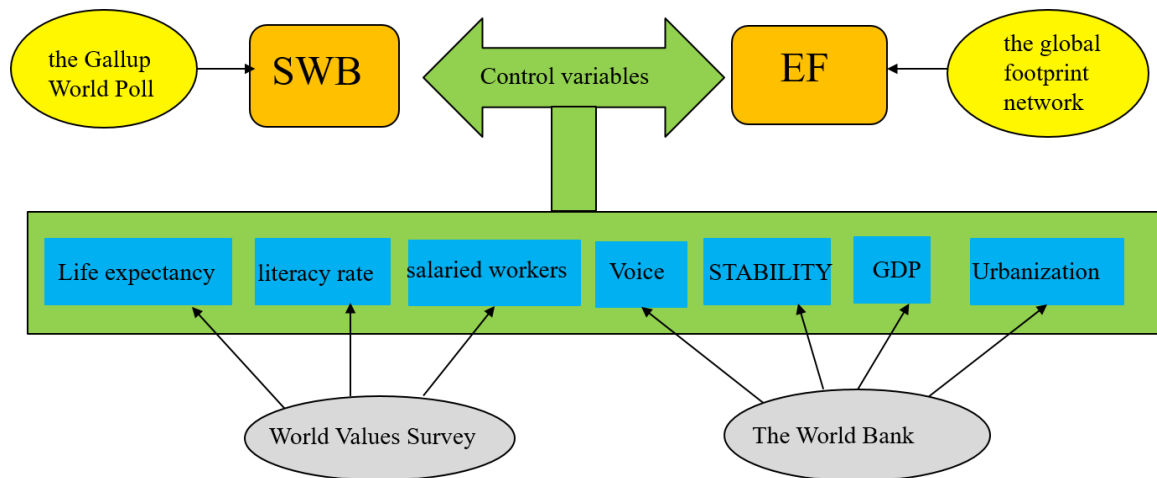 the Gallup
World Poll
SWB
Control variables
EF
the global
footprint
network
Life expectancy
literacy rate
salaried workers
Voice
STABILITY
GDP
Urbanization
World Values Survey
The World Bank